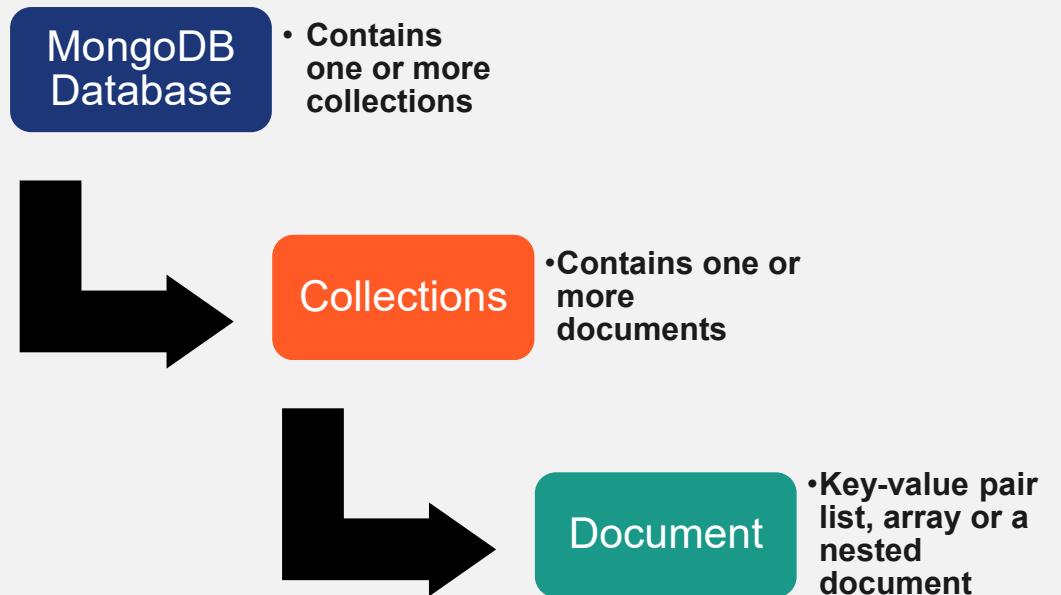 MongoDB
Database
• Contains
one or more
collections
Collections
•Contains one or
more
documents
Document
•Key-value pair
list, array or a
nested
document